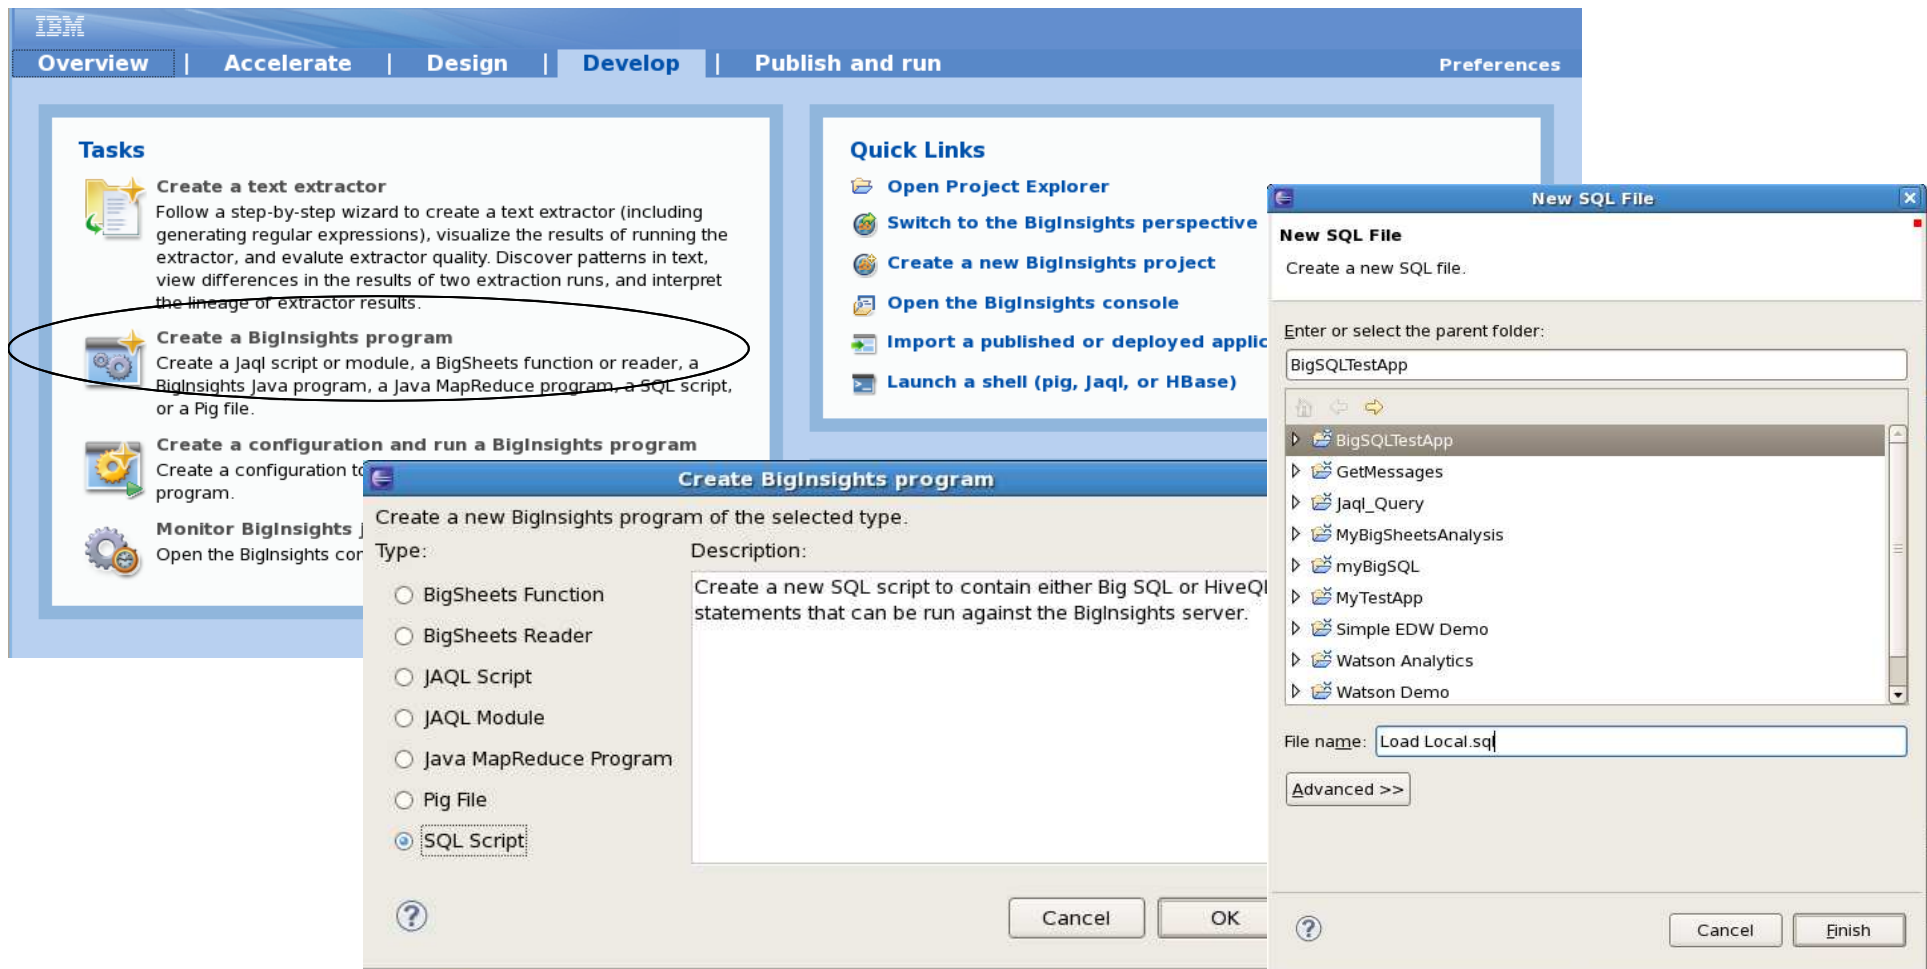 IBM
Overview | Accelerate | Design | Develop | Publish and run
Preferences
Tasks
Create a text extractor
Follow a step-by-step wizard to create a text extractor (including
generating regular expressions), visualize the results of running the
extractor, and evalute extractor quality. Discover patterns in text,
view differences in the results of two extraction runs, and interpret
the lineage of extractor results.
Create a BigInsights program
Create a Jaql script or module, a BigSheets function or reader, a
BigInsights Java program, a Java MapReduce program, a SQL script,
or a Pig file.
Create a configuration and run a BigInsights program
Create a configuration to
program.
Monitor BigInsights j
Open the BigInsights con
Quick Links
Open Project Explorer
Switch to the BigInsights perspective
Create a new BigInsights project
Open the BigInsights console
Import a published or deployed applic
Launch a shell (pig, Jaql, or HBase)
Create BigInsights program
Create a new BigInsights program of the selected type.
Type:
Description:
BigSheets Function
BigSheets Reader
JAQL Script
JAQL Module
Java MapReduce Program
Pig File
SQL Script
Create a new SQL script to contain either Big SQL or HiveQl
statements that can be run against the BigInsights server.
Cancel
OK
New SQL File
New SQL File
Create a new SQL file.
Enter or select the parent folder:
BigSQLTestApp
BigSQLTestApp
GetMessages
Jaql_Query
MyBigSheetsAnalysis
myBigSQL
MyTestApp
Simple EDW Demo
Watson Analytics
Watson Demo
File name: Load Local.sql
Advanced >>
Cancel
Finish